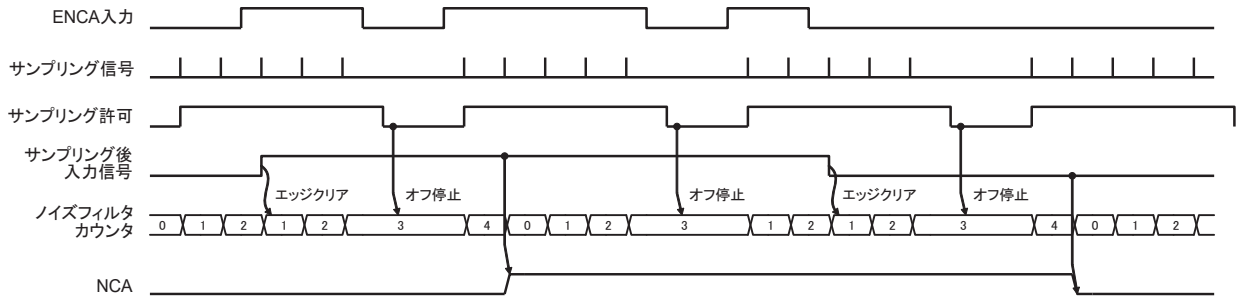 ENCA入力
サンプリング信号
サンプリング許可
サンプリング後
入力信号
エッジクリア オフ停止 オフ停止 エッジクリア オフ停止
ノイズフィルタ
カウンタ
0 1 2 1 2 3 4 0 1 2 3 1 2 1 2 3 4 0 1 2
NCA